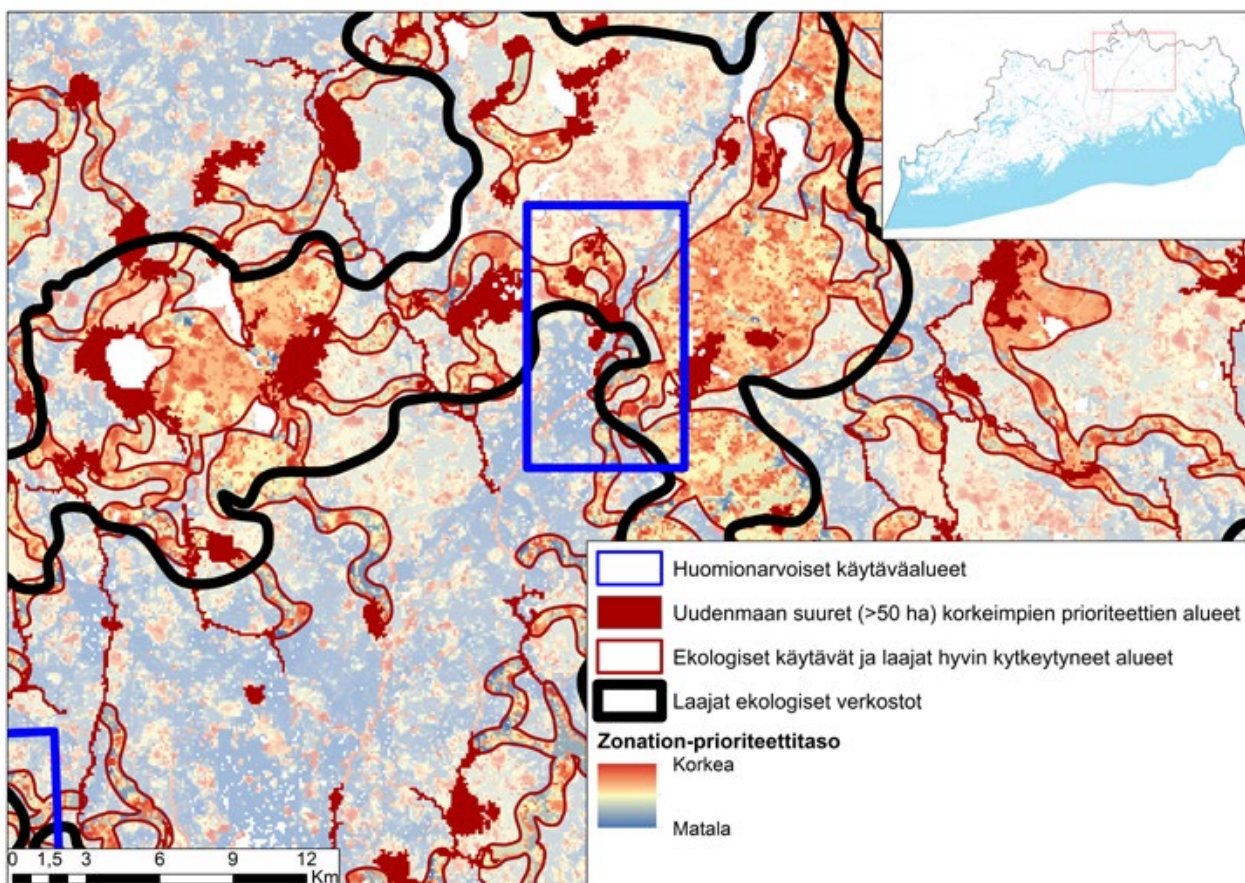 Huomionarvoiset käytäväalueet
Uudenmaan suuret (>50 ha) korkeimpien prioriteettien alueet
Ekologiset käytävät ja laajat hyvin kytkeytyneet alueet
Laajat ekologiset verkostot
Zonation-prioriteettitaso
Korkea
Matala
0 1,5 3 6 9 12
Km